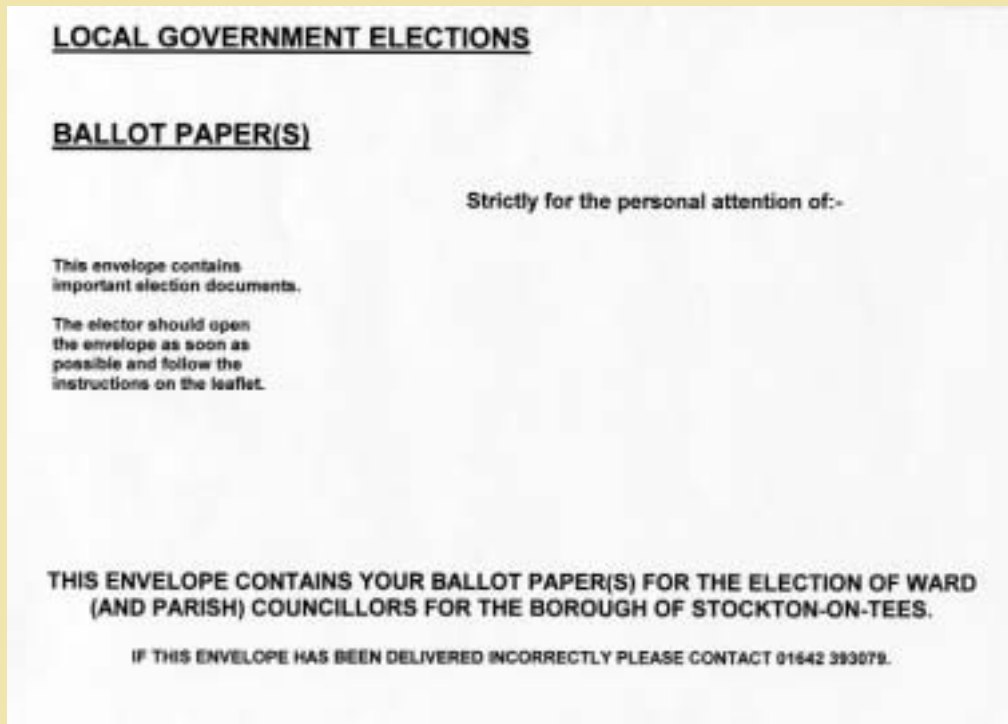 LOCAL GOVERNMENT ELECTIONS
BALLOT PAPER(S)
Strictly for the personal attention of:-
This envelope contains
important election documents.
The elector should open
the envelope as soon as
possible and follow the
instructions on the leaflet.
THIS ENVELOPE CONTAINS YOUR BALLOT PAPER(S) FOR THE ELECTION OF WARD
(AND PARISH) COUNCILLORS FOR THE BOROUGH OF STOCKTON-ON-TEES.
IF THIS ENVELOPE HAS BEEN DELIVERED INCORRECTLY PLEASE CONTACT 01642 393079.